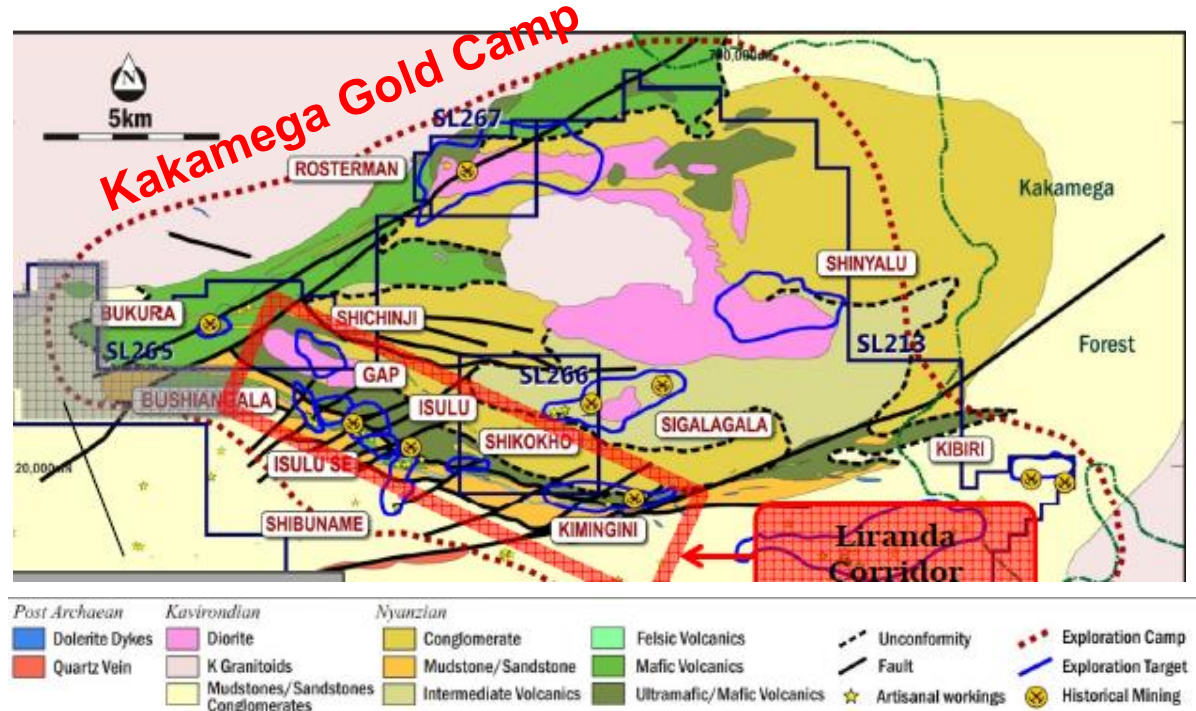 Kakamega Gold Camp
N
5km
SL267
ROSTERMAN
Kakamega
SHINYALU
BUKURA
SHICHINJI
SL265
SL213
Forest
GAP
SL266
BUSHIANGALA
ISULU
SIGALAGALA
SHIKOKHO
KIBIRI
ISULU SE
20,000mN
SHIBUNAME
KIMINGINI
Liranda
Corridor
Post Archaean
Dolerite Dykes
Quartz Vein
Kavirondian
Diorite
K Granitoids
Mudstones/Sandstones
Conglomerates
Nyanzian
Conglomerate
Mudstone/Sandstone
Intermediate Volcanics
Felsic Volcanics
Mafic Volcanics
Ultramafic/Mafic Volcanics
Unconformity
Fault
Artisanal workings
Exploration Camp
Exploration Target
Historical Mining